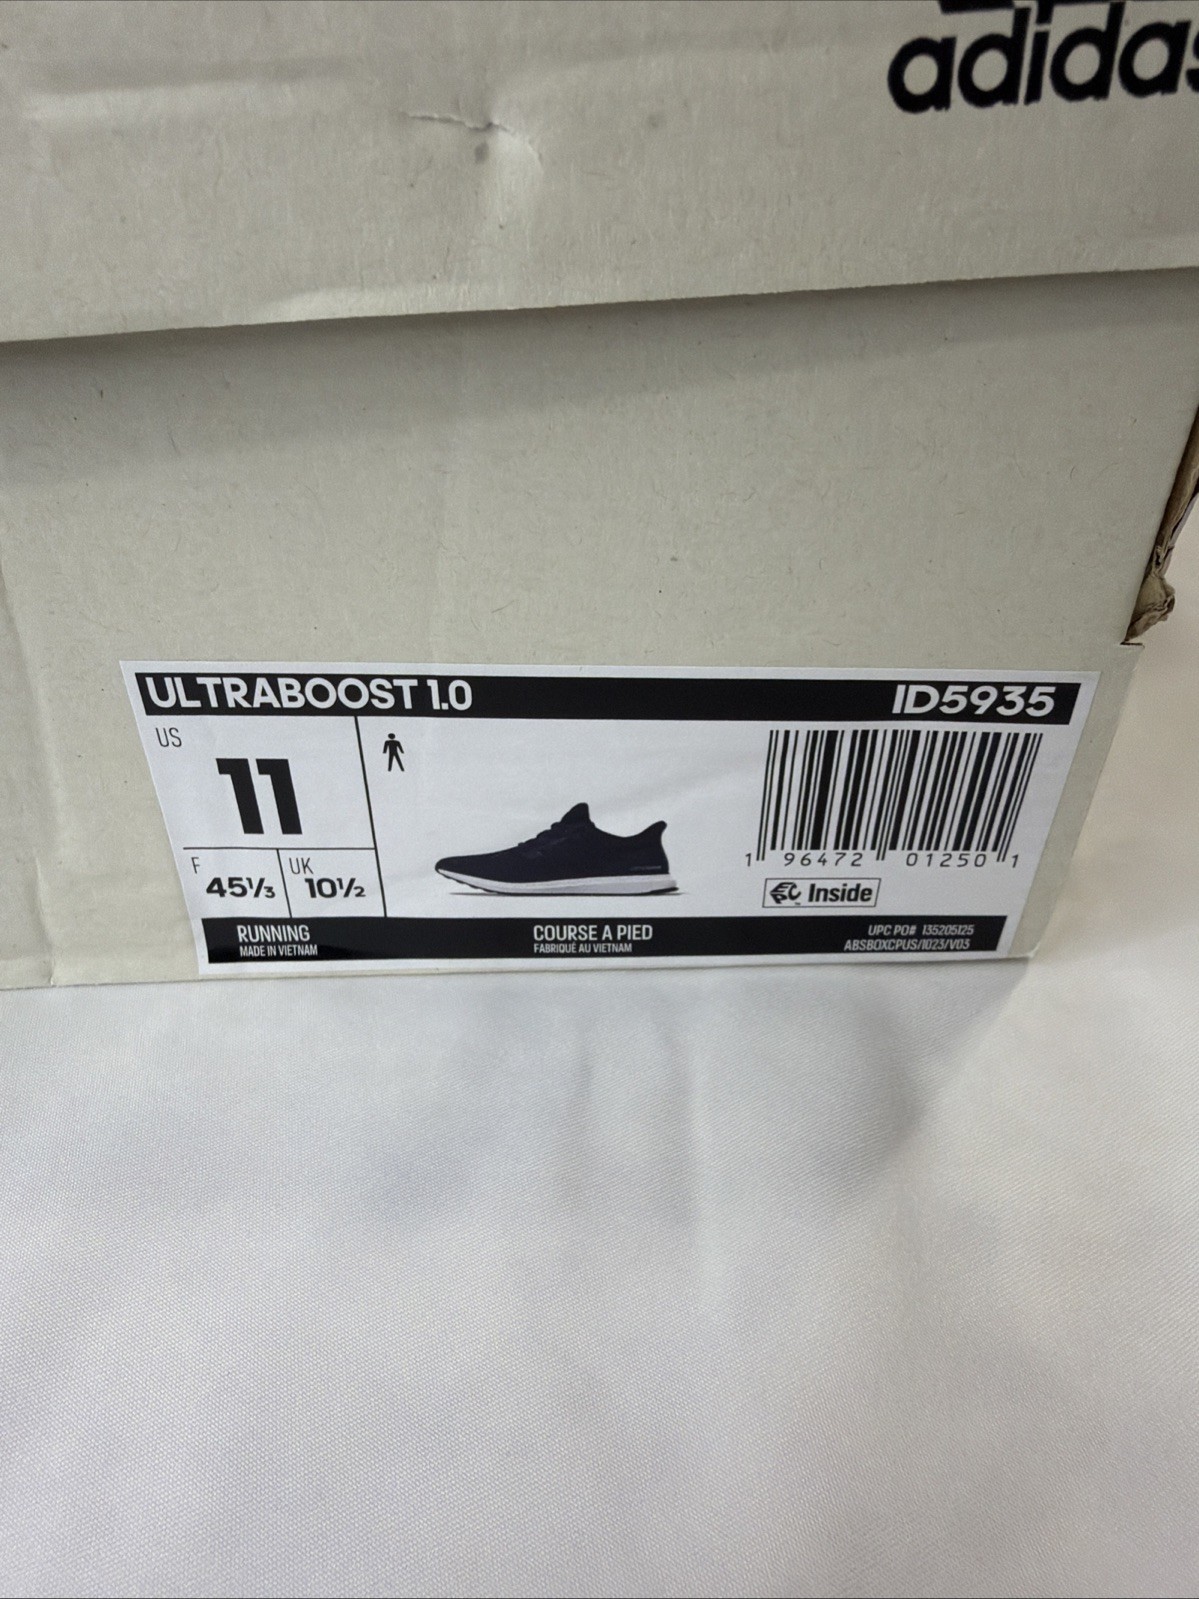 adidas
ULTRABOOST 1.0 ID5935
US
11
F
45⅓
UK
10½
1 96472 01250 1
Inside
RUNNING
MADE IN VIETNAM
COURSE A PIED
FABRIQUÉ AU VIETNAM
UPC PO# 135205125
ABSBOXCPUS/1023/V03